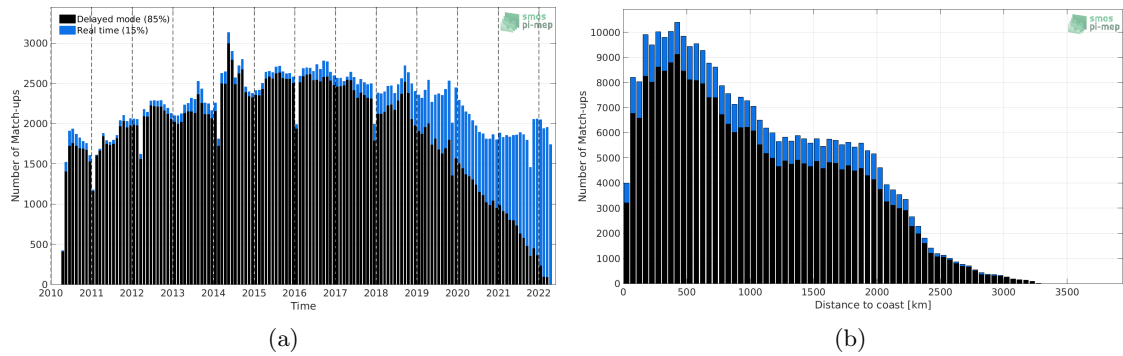 Delayed mode (85%)
Real time (15%)
smos
pi-mep
3000
2500
2000
1500
1000
500
0
Number of Match-ups
2010 2011 2012 2013 2014 2015 2016 2017 2018 2019 2020 2021 2022
Time
(a)
smos
pi-mep
10000
9000
8000
7000
6000
5000
4000
3000
2000
1000
0
Number of Match-ups
0 500 1000 1500 2000 2500 3000 3500
Distance to coast [km]
(b)